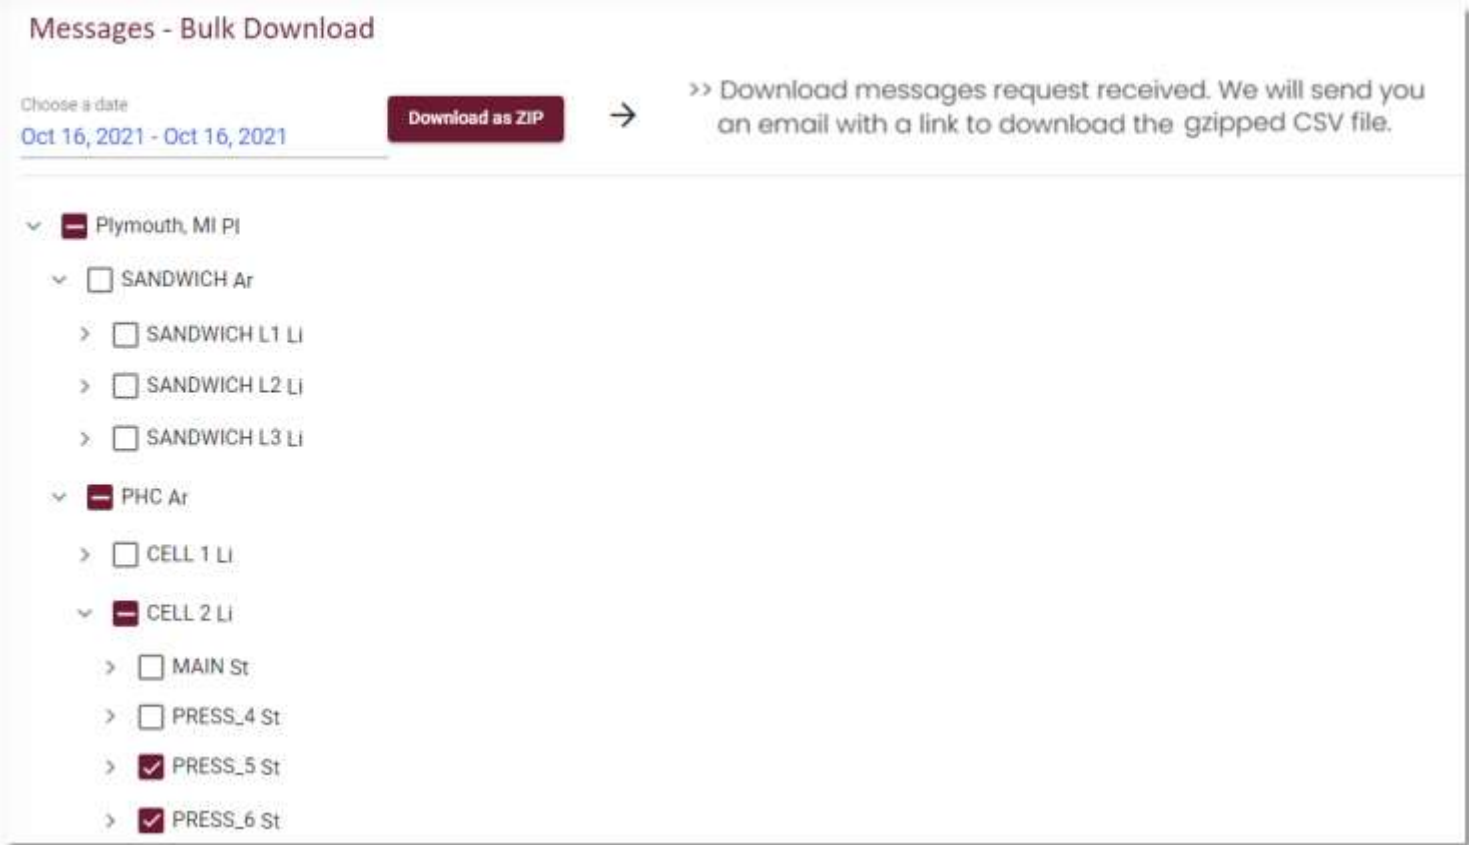 Messages - Bulk Download
Choose a date
Oct 16, 2021 - Oct 16, 2021
Download as ZIP
>> Download messages request received. We will send you
an email with a link to download the gzipped CSV file.
Plymouth, MI Pl
SANDWICH Ar
SANDWICH L1 Li
SANDWICH L2 Li
SANDWICH L3 Li
PHC Ar
CELL 1 Li
CELL 2 Li
MAIN St
PRESS_4 St
PRESS_5 St
PRESS_6 St